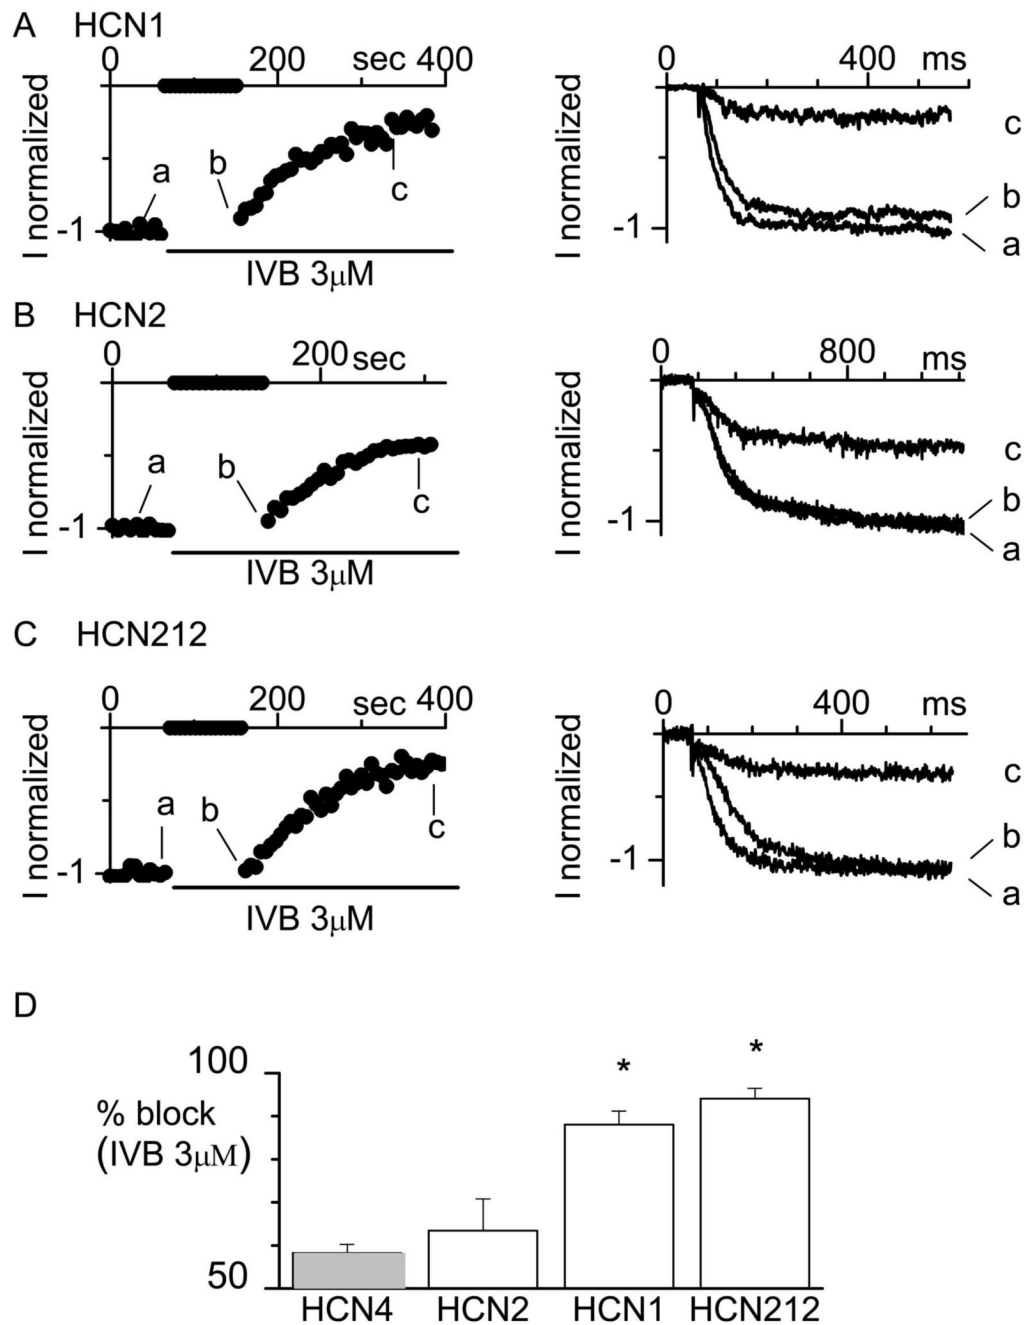 A HCN1
0 200 sec 400
I normalized
-1
a
b
c
IVB 3μM
0 400 ms
I normalized
-1
c
b
a
B HCN2
0 200 sec
I normalized
-1
a
b
c
IVB 3μM
0 800 ms
I normalized
-1
c
b
a
C HCN212
0 200 sec 400
I normalized
-1
a
b
c
IVB 3μM
0 400 ms
I normalized
-1
c
b
a
D
100
% block
(IVB 3μM)
50
* *
HCN4 HCN2 HCN1 HCN212